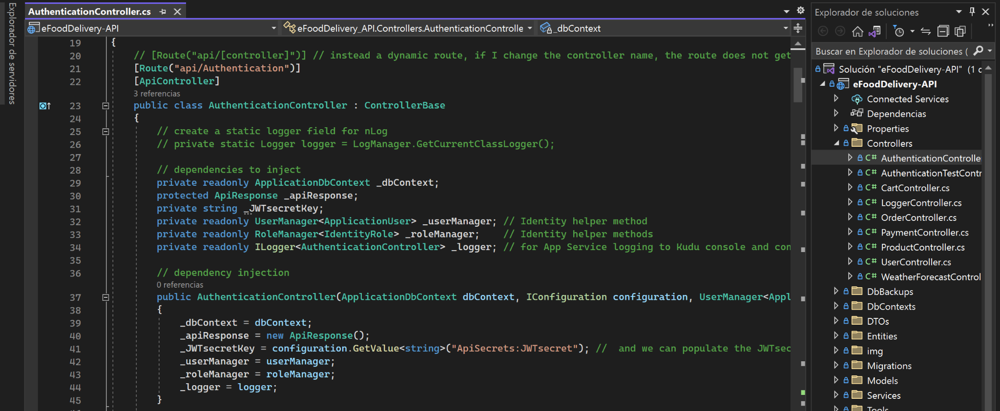 Explorador de servidores
AuthenticationController.cs
eFoodDelivery-API
eFoodDelivery_API.Controllers.AuthenticationControlle
_dbContext
19 {
20 // [Route("api/[controller]")] // instead a dynamic route, if I change the controller name, the route does not get
21 [Route("api/Authentication")]
22 [ApiController]
3 referencias
23 public class AuthenticationController : ControllerBase
24 {
25 // create a static logger field for nLog
26 // private static Logger logger = LogManager.GetCurrentClassLogger();
27
28 // dependencies to inject
29 private readonly ApplicationDbContext _dbContext;
30 protected ApiResponse _apiResponse;
31 private string _JWTsecretKey;
32 private readonly UserManager<ApplicationUser> _userManager; // Identity helper method
33 private readonly RoleManager<IdentityRole> _roleManager; // Identity helper methods
34 private readonly ILogger<AuthenticationController> _logger; // for App Service logging to Kudu console and con
35
36 // dependency injection
0 referencias
37 public AuthenticationController(ApplicationDbContext dbContext, IConfiguration configuration, UserManager<Appl
38 {
39 _dbContext = dbContext;
40 _apiResponse = new ApiResponse();
41 _JWTsecretKey = configuration.GetValue<string>("ApiSecrets:JWTsecret"); // and we can populate the JWTsec
42 _userManager = userManager;
43 _roleManager = roleManager;
44 _logger = logger;
45 }
Explorador de soluciones
Buscar en Explorador de soluciones (
Solución "eFoodDelivery-API" (1 c
eFoodDelivery-API
Connected Services
Dependencias
Properties
Controllers
C# AuthenticationControlle
C# AuthenticationTestContr
C# CartController.cs
C# LoggerController.cs
C# OrderController.cs
C# PaymentController.cs
C# ProductController.cs
C# UserController.cs
C# WeatherForecastControl
DbBackups
DbContexts
DTOs
Entities
img
Migrations
Models
Services
Tools